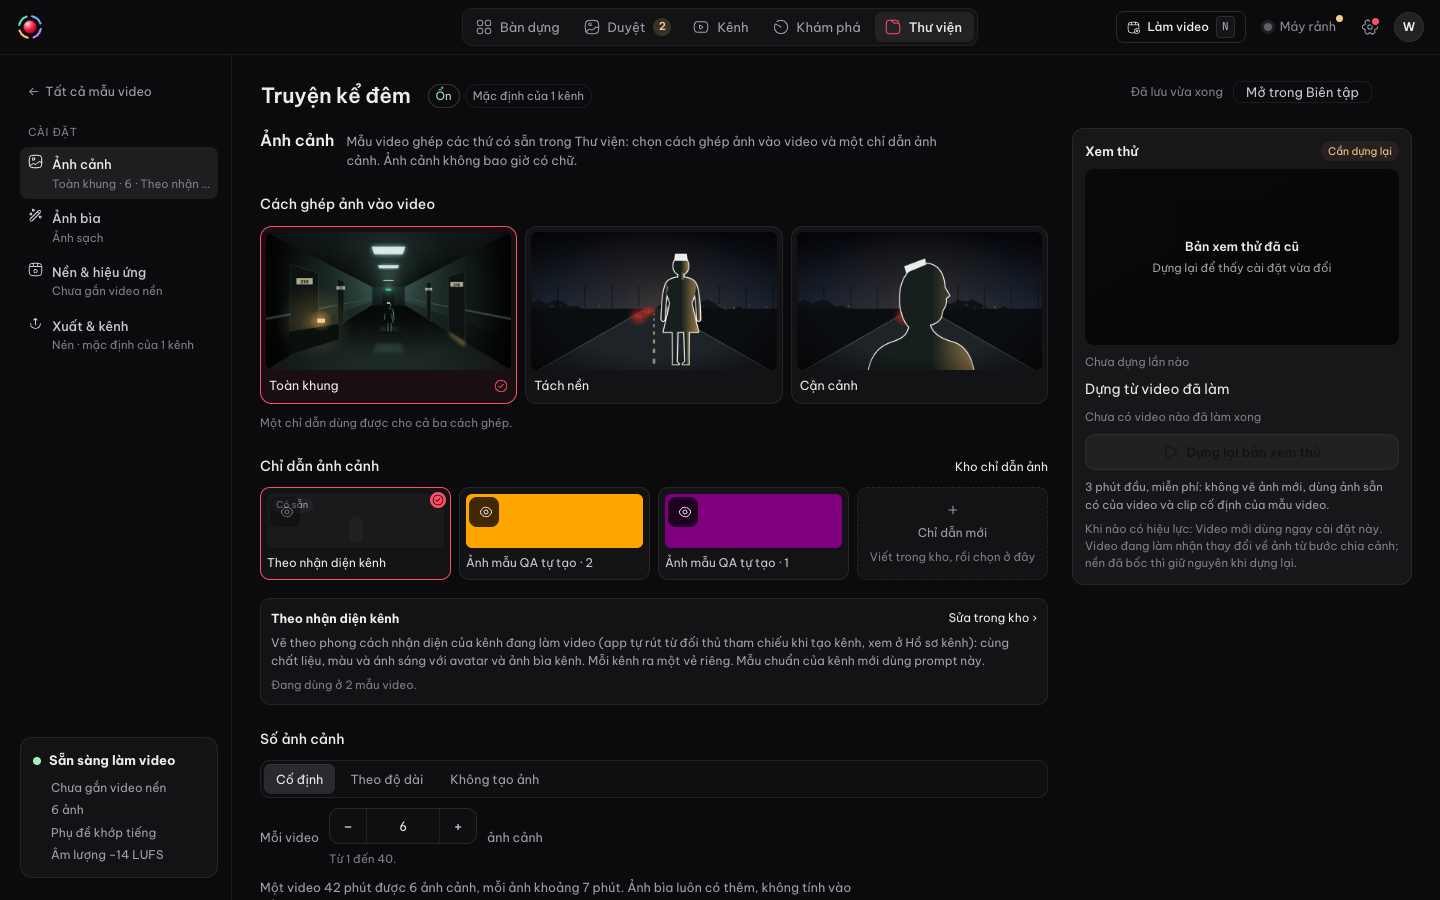 Bàn dựng
Duyệt 2
Kênh
Khám phá
Thư viện
Làm video N
Máy rảnh
W
← Tất cả mẫu video
CÀI ĐẶT
Ảnh cảnh
Toàn khung · 6 · Theo nhận ...
Ảnh bìa
Ảnh sạch
Nền & hiệu ứng
Chưa gắn video nền
Xuất & kênh
Nén · mặc định của 1 kênh
Sẵn sàng làm video
Chưa gắn video nền
6 ảnh
Phụ đề khớp tiếng
Âm lượng -14 LUFS
Truyện kể đêm
Ổn
Mặc định của 1 kênh
Đã lưu vừa xong
Mở trong Biên tập
Ảnh cảnh
Mẫu video ghép các thứ có sẵn trong Thư viện: chọn cách ghép ảnh vào video và một chỉ dẫn ảnh
cảnh. Ảnh cảnh không bao giờ có chữ.
Cách ghép ảnh vào video
210
Toàn khung
Tách nền
Cận cảnh
Một chỉ dẫn dùng được cho cả ba cách ghép.
Chỉ dẫn ảnh cảnh
Kho chỉ dẫn ảnh
Có sẵn
Theo nhận diện kênh
Ảnh mẫu QA tự tạo · 2
Ảnh mẫu QA tự tạo · 1
+
Chỉ dẫn mới
Viết trong kho, rồi chọn ở đây
Theo nhận diện kênh
Sửa trong kho ›
Vẽ theo phong cách nhận diện của kênh đang làm video (app tự rút từ đối thủ tham chiếu khi tạo kênh, xem ở Hồ sơ kênh): cùng
chất liệu, màu và ánh sáng với avatar và ảnh bìa kênh. Mỗi kênh ra một vẻ riêng. Mẫu chuẩn của kênh mới dùng prompt này.
Đang dùng ở 2 mẫu video.
Số ảnh cảnh
Cố định
Theo độ dài
Không tạo ảnh
Mỗi video − 6 + ảnh cảnh
Từ 1 đến 40.
Một video 42 phút được 6 ảnh cảnh, mỗi ảnh khoảng 7 phút. Ảnh bìa luôn có thêm, không tính vào
Xem thử
Cần dựng lại
Bản xem thử đã cũ
Dựng lại để thấy cài đặt vừa đổi
Chưa dựng lần nào
Dựng từ video đã làm
Chưa có video nào đã làm xong
Dựng lại bản xem thử
3 phút đầu, miễn phí: không vẽ ảnh mới, dùng ảnh sẵn
có của video và clip cố định của mẫu video.
Khi nào có hiệu lực: Video mới dùng ngay cài đặt này.
Video đang làm nhận thay đổi về ảnh từ bước chia cảnh;
nền đã bốc thì giữ nguyên khi dựng lại.